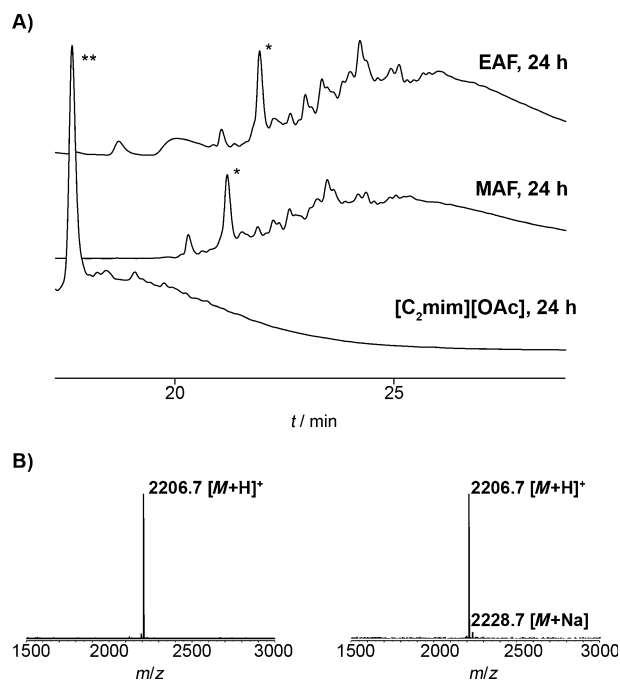 A)
**
*
EAF, 24 h
*
MAF, 24 h
[C₂mim][OAc], 24 h
20 25
t / min
B)
2206.7 [M+H]⁺ 2206.7 [M+H]⁺
2228.7 [M+Na]
1500 2000 2500 3000 1500 2000 2500 3000
m/z m/z